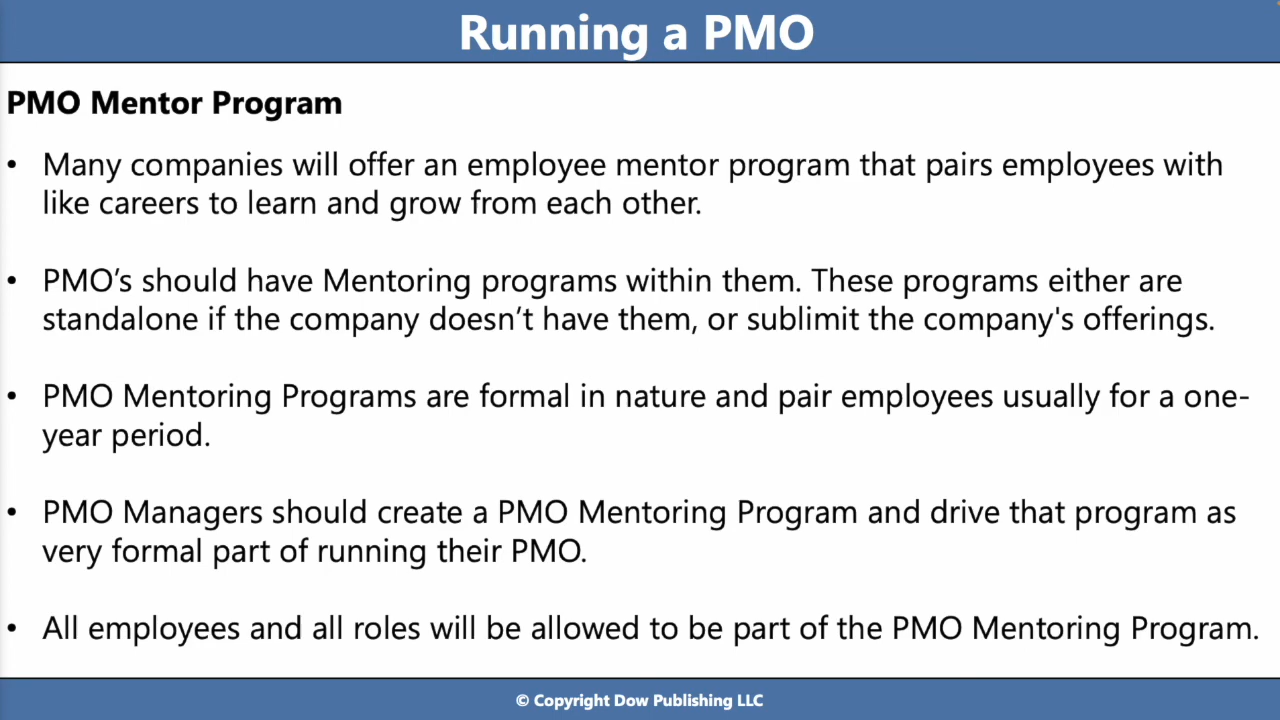 Running a PMO
PMO Mentor Program
• Many companies will offer an employee mentor program that pairs employees with
like careers to learn and grow from each other.
• PMO’s should have Mentoring programs within them. These programs either are
standalone if the company doesn’t have them, or sublimit the company's offerings.
• PMO Mentoring Programs are formal in nature and pair employees usually for a one-
year period.
• PMO Managers should create a PMO Mentoring Program and drive that program as
very formal part of running their PMO.
• All employees and all roles will be allowed to be part of the PMO Mentoring Program.
© Copyright Dow Publishing LLC